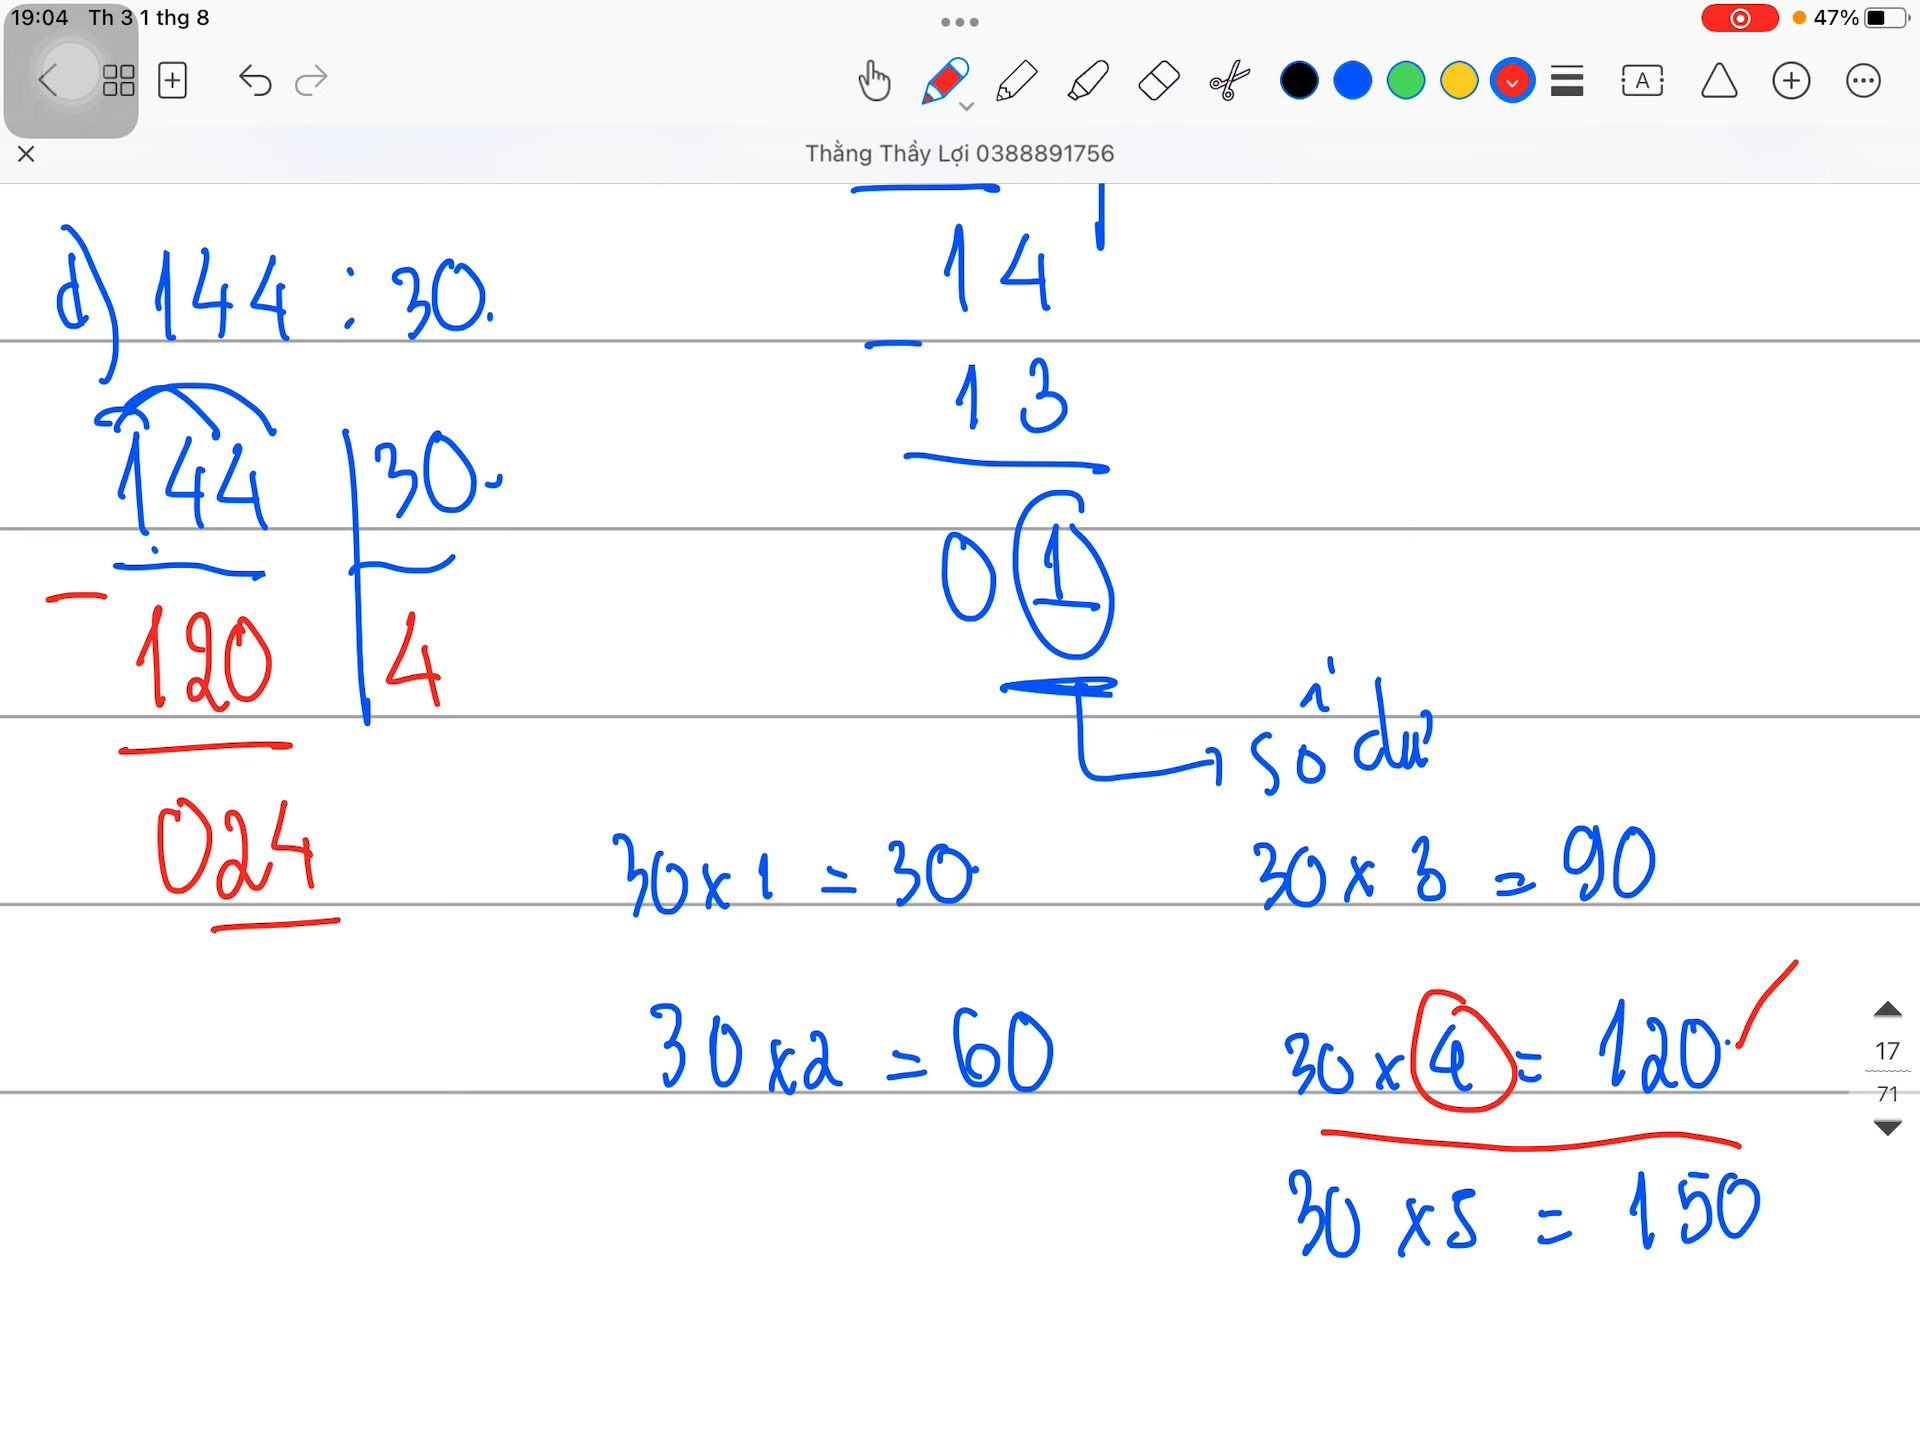 19:04 Th 3 1 thg 8
47%
A
Thằng Thầy Lợi 0388891756
d) 144 : 30.
144 30.
- 120 4
024
14
- 13
01
số dư
30 x 1 = 30
30 x 3 = 90
30 x 2 = 60
30 x 4 = 120
30 x 5 = 150
17
71